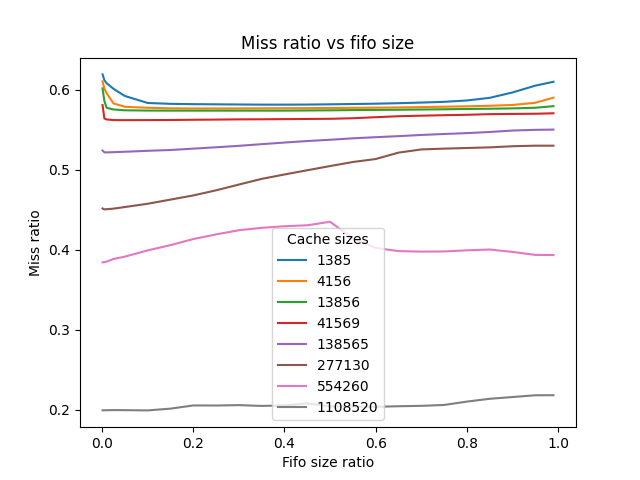 Miss ratio vs fifo size
Miss ratio
0.6
0.5
0.4
0.3
0.2
Cache sizes
1385
4156
13856
41569
138565
277130
554260
1108520
0.0 0.2 0.4 0.6 0.8 1.0
Fifo size ratio